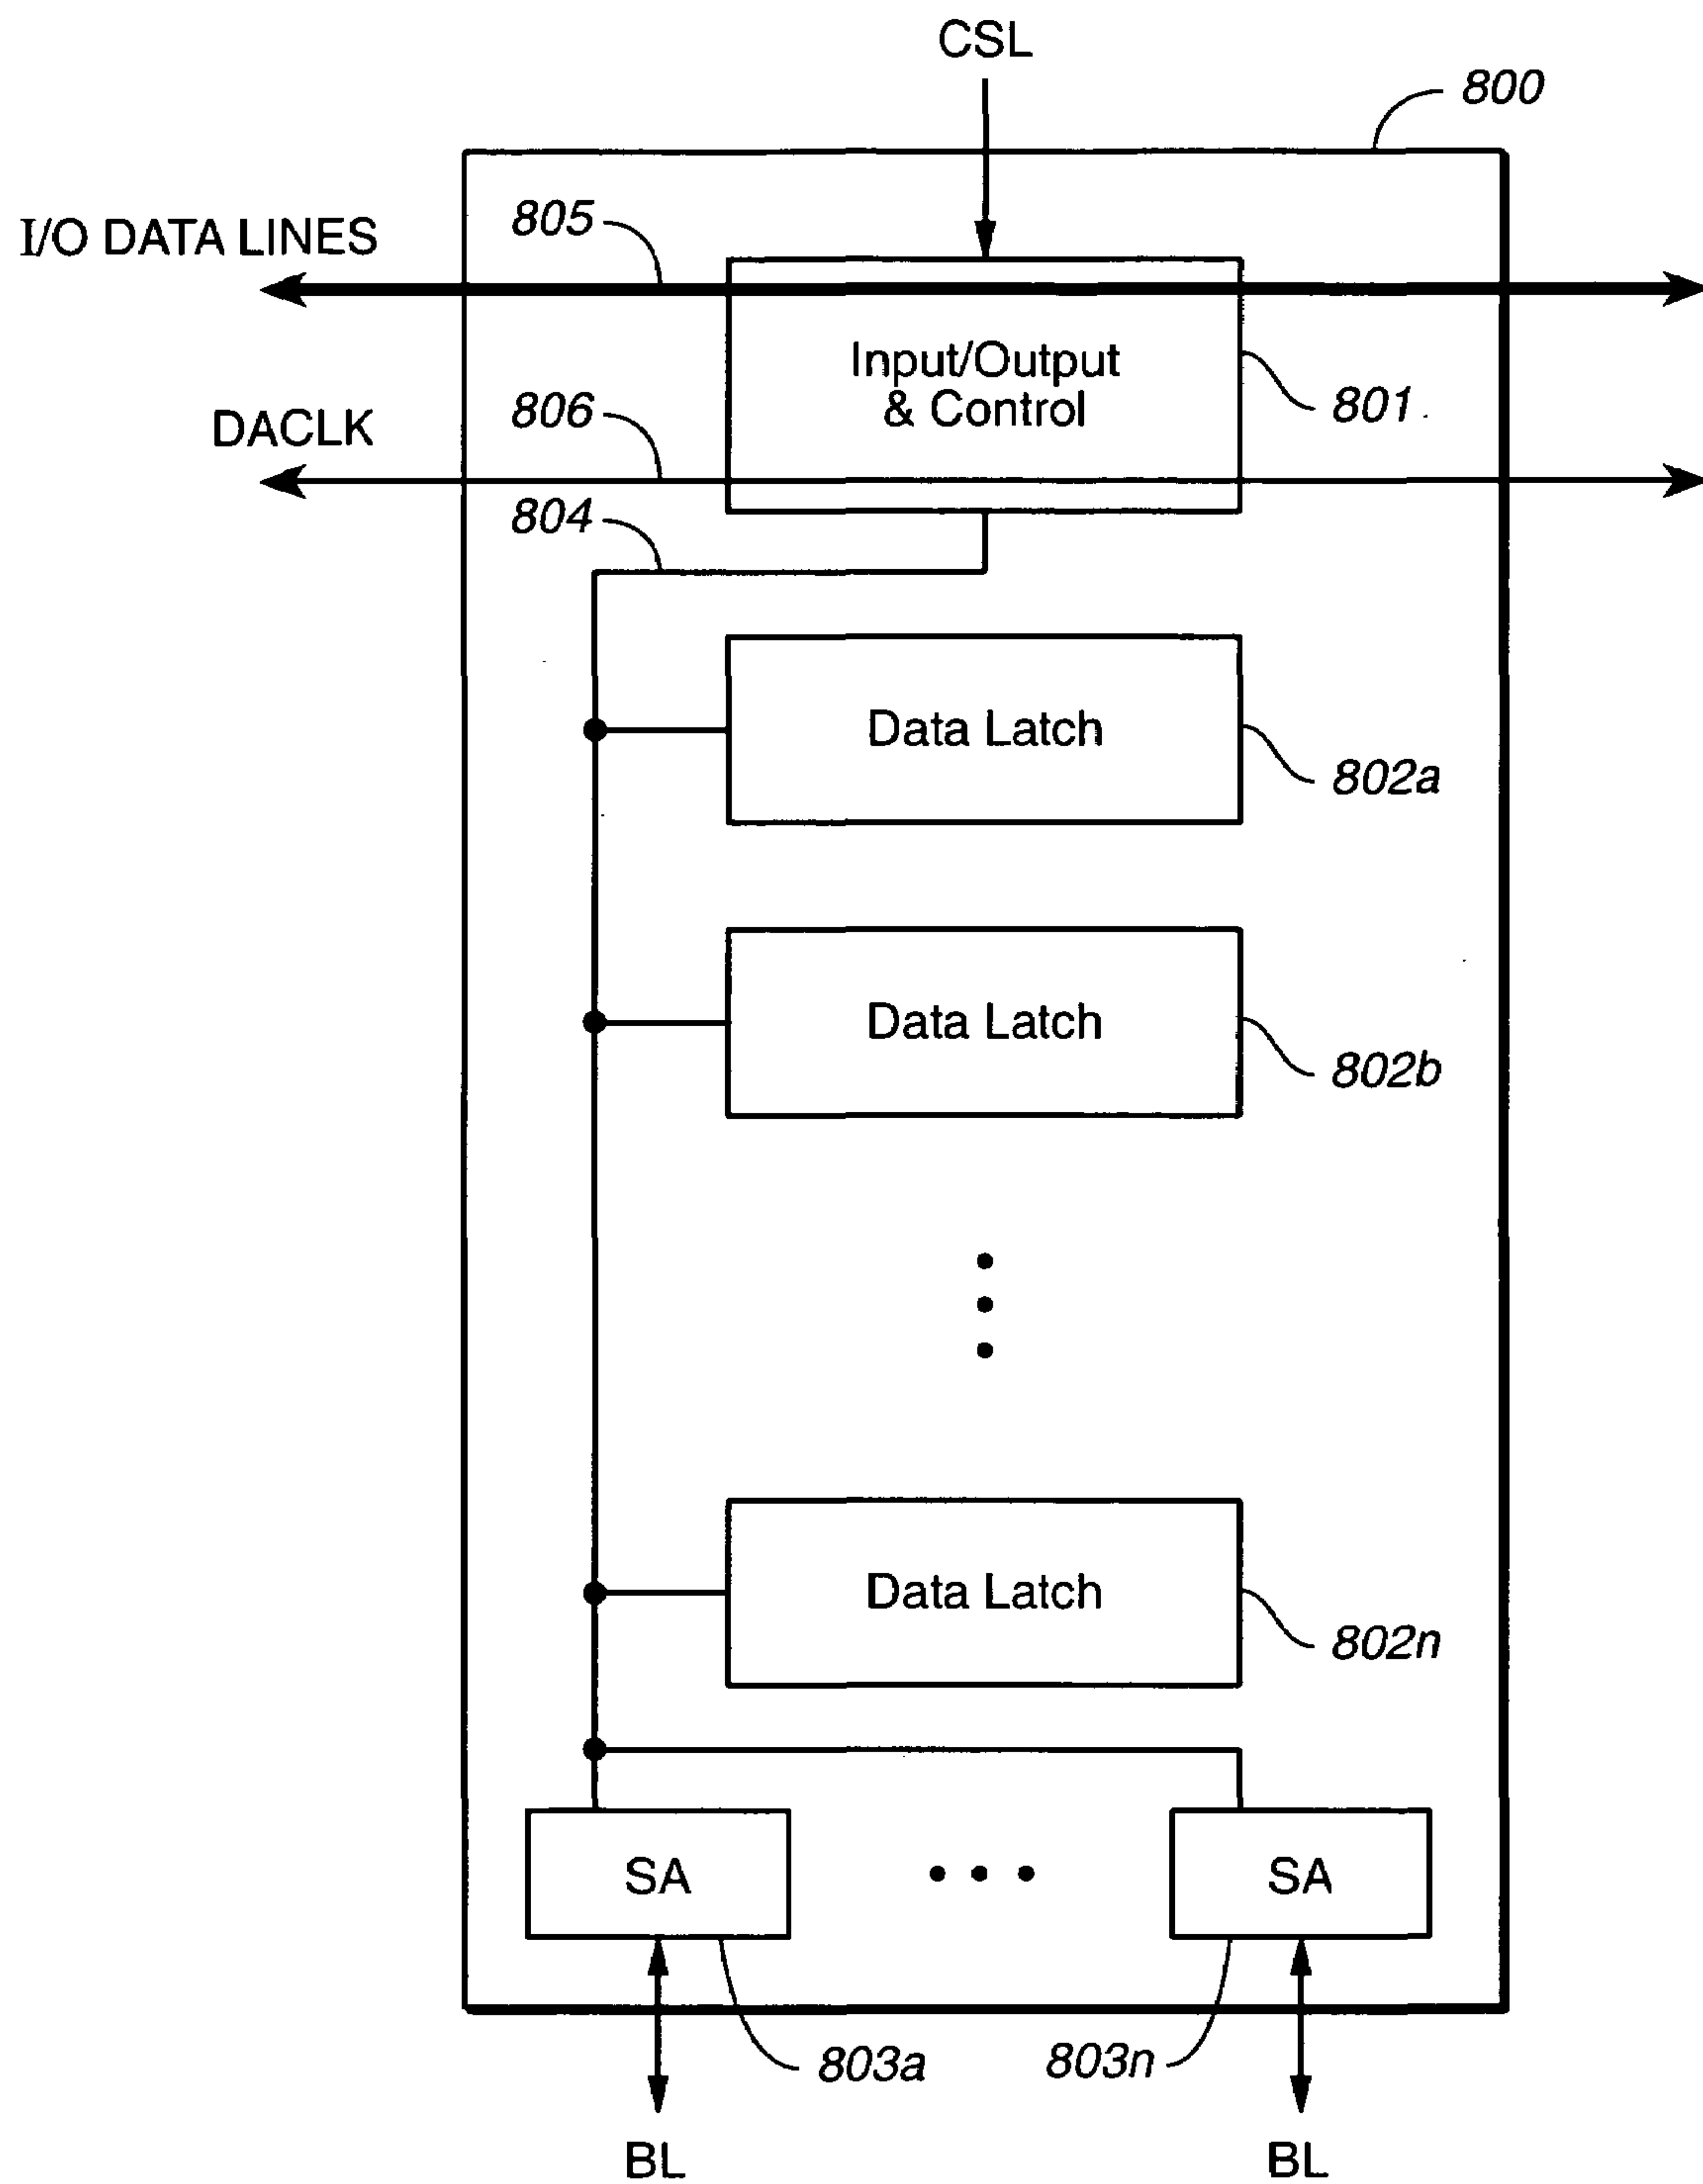 CSL
800
I/O DATA LINES
805
Input/Output
& Control
801
DACLK
806
804
Data Latch
802a
Data Latch
802b
Data Latch
802n
SA
SA
803a
803n
BL
BL